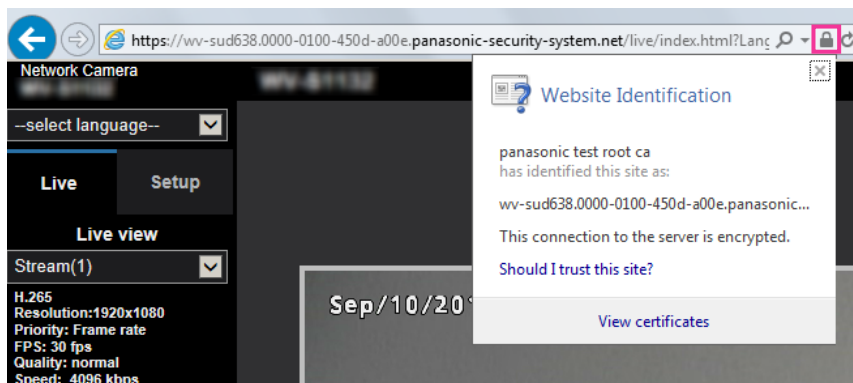 https://wv-sud638.0000-0100-450d-a00e.panasonic-security-system.net/live/index.html?Lang
Network Camera
--select language--
Live
Setup
Live view
Stream(1)
H.265
Resolution:1920x1080
Priority: Frame rate
FPS: 30 fps
Quality: normal
Speed: 4096 kbps
Sep/10/201
Website Identification
panasonic test root ca
has identified this site as:
wv-sud638.0000-0100-450d-a00e.panasonic...
This connection to the server is encrypted.
Should I trust this site?
View certificates